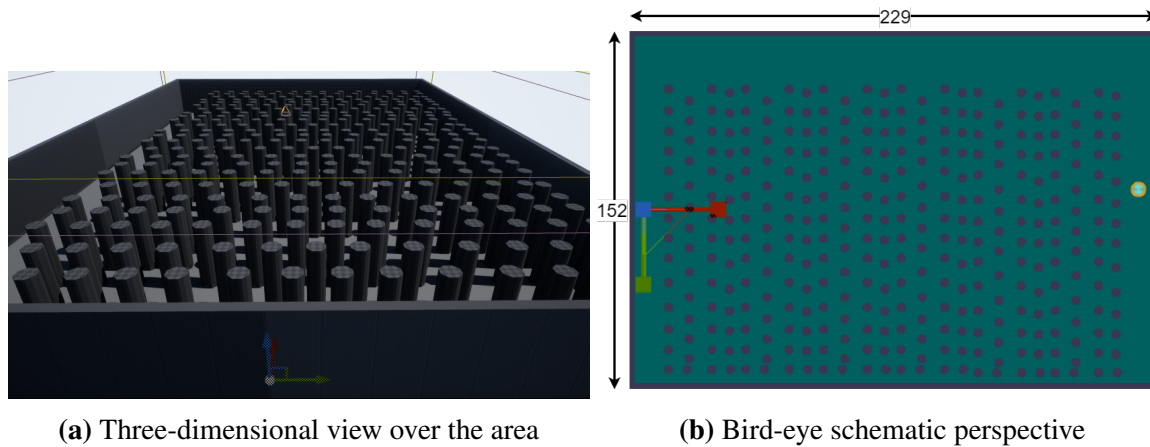 229
152
(a) Three-dimensional view over the area
(b) Bird-eye schematic perspective